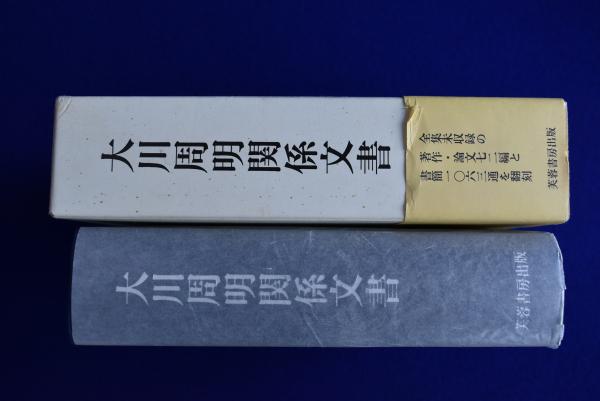 大川周明関係文書
全集未収録の
著作・論文七二編と
書簡一〇六三通を翻刻
芙蓉書房出版
大川周明関係文書
芙蓉書房出版